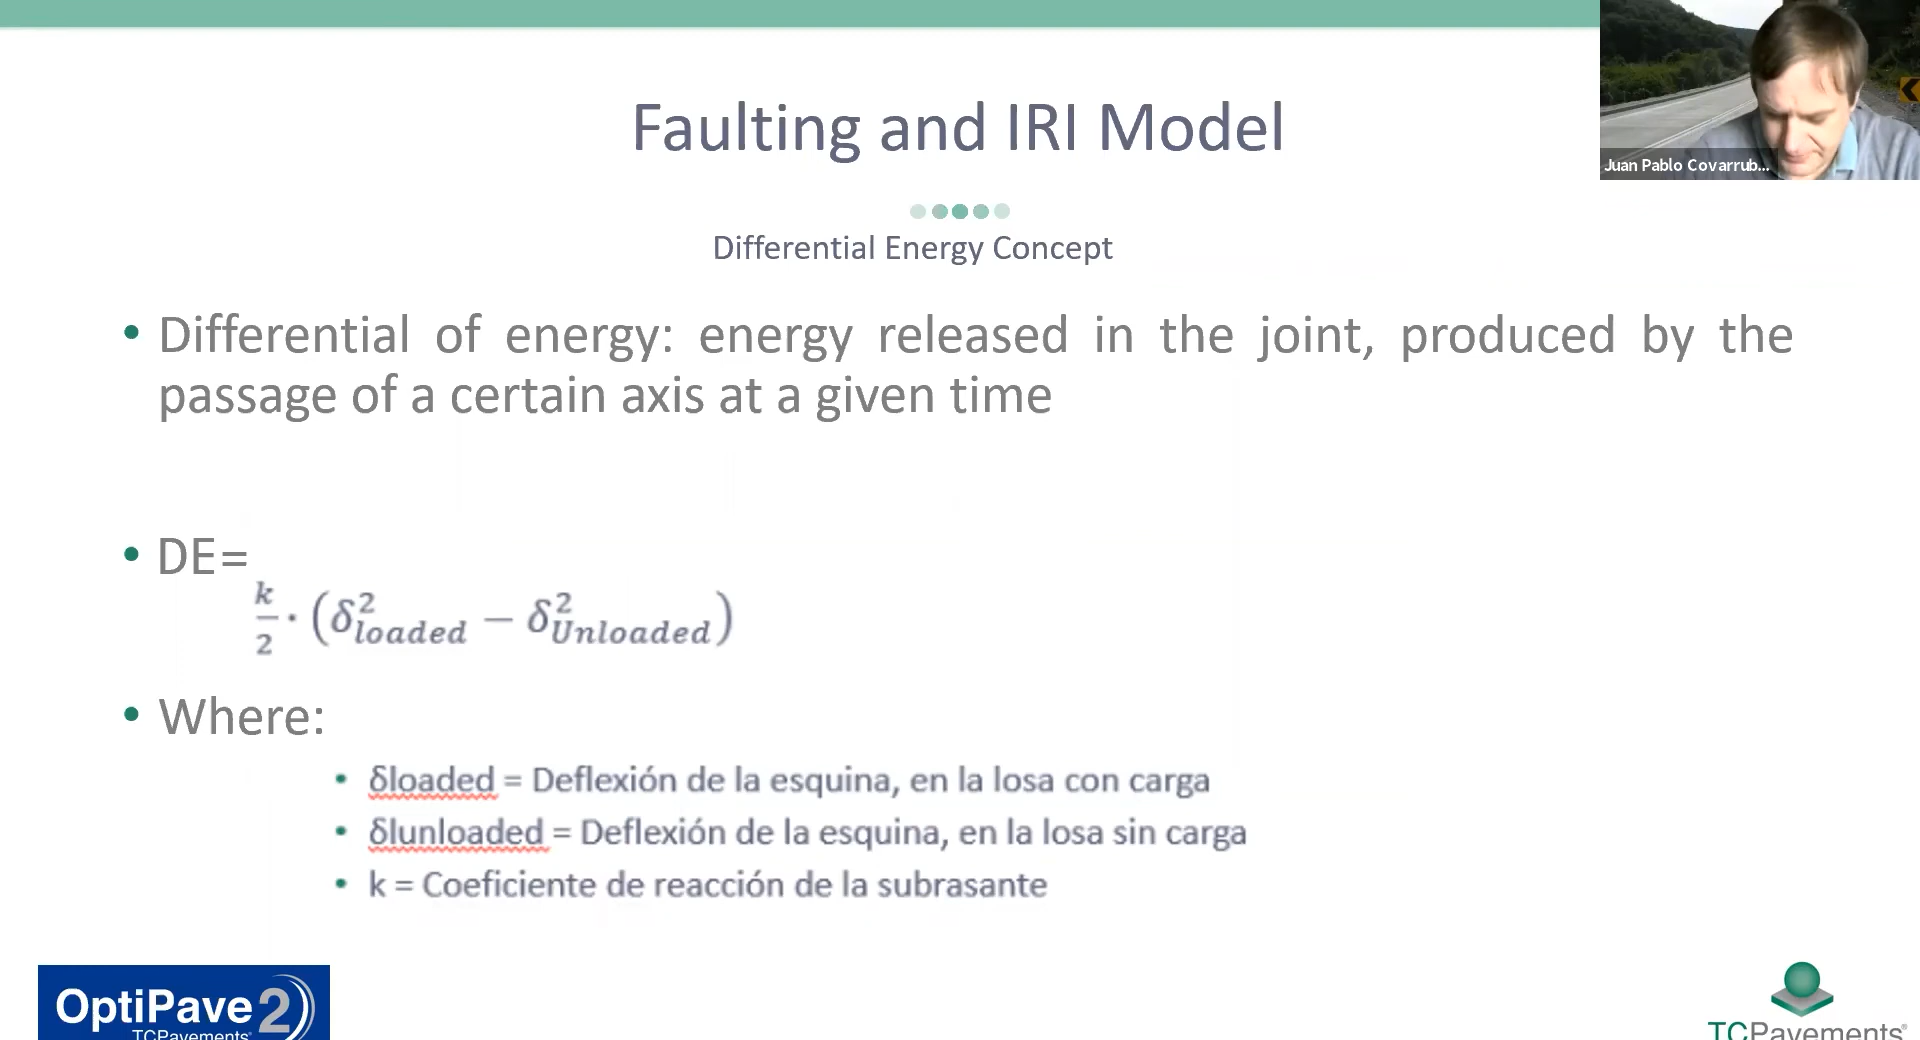 Faulting and IRI Model
Juan Pablo Covarrub...
Differential Energy Concept
• Differential of energy: energy released in the joint, produced by the
passage of a certain axis at a given time
• DE=
k/2 · (δ²loaded − δ²Unloaded)
• Where:
• δloaded = Deflexión de la esquina, en la losa con carga
• δlunloaded = Deflexión de la esquina, en la losa sin carga
• k = Coeficiente de reacción de la subrasante
OptiPave 2
TCPavements®
TCPavements®